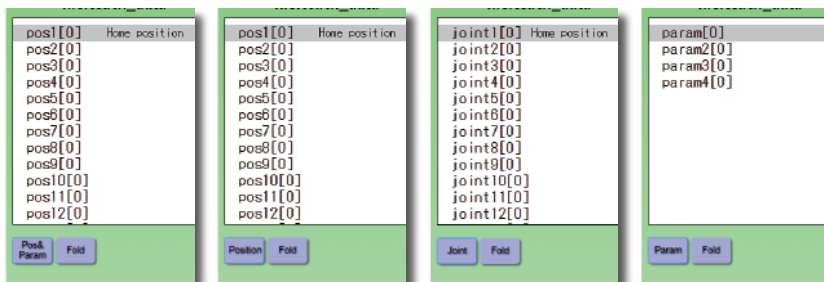 pos1[0] Home position
pos2[0]
pos3[0]
pos4[0]
pos5[0]
pos6[0]
pos7[0]
pos8[0]
pos9[0]
pos10[0]
pos11[0]
pos12[0]
Pos&
Param
Fold
pos1[0] Home position
pos2[0]
pos3[0]
pos4[0]
pos5[0]
pos6[0]
pos7[0]
pos8[0]
pos9[0]
pos10[0]
pos11[0]
pos12[0]
Position Fold
joint1[0] Home position
joint2[0]
joint3[0]
joint4[0]
joint5[0]
joint6[0]
joint7[0]
joint8[0]
joint9[0]
joint10[0]
joint11[0]
joint12[0]
Joint Fold
param[0]
param2[0]
param3[0]
param4[0]
Param Fold